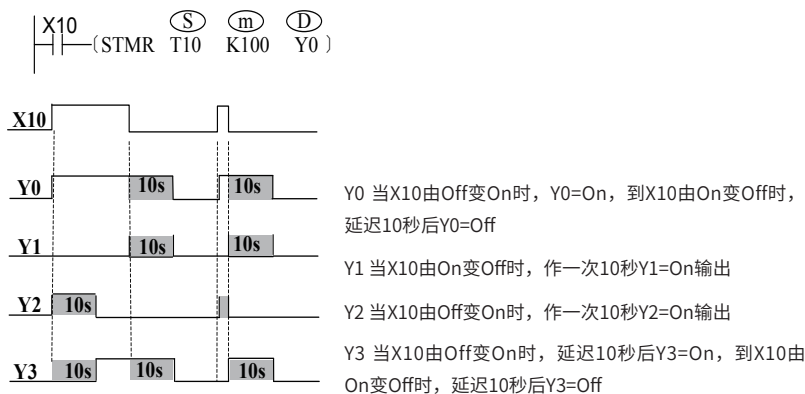 X10 Ⓢ ⓜ Ⓓ
STMR T10 K100 Y0
X10
Y0 10s 10s
Y0 当X10由Off变On时，Y0=On，到X10由On变Off时，
延迟10秒后Y0=Off
Y1 10s 10s
Y1 当X10由On变Off时，作一次10秒Y1=On输出
Y2 10s
Y2 当X10由Off变On时，作一次10秒Y2=On输出
Y3 10s 10s 10s
Y3 当X10由Off变On时，延迟10秒后Y3=On，到X10由
On变Off时，延迟10秒后Y3=Off